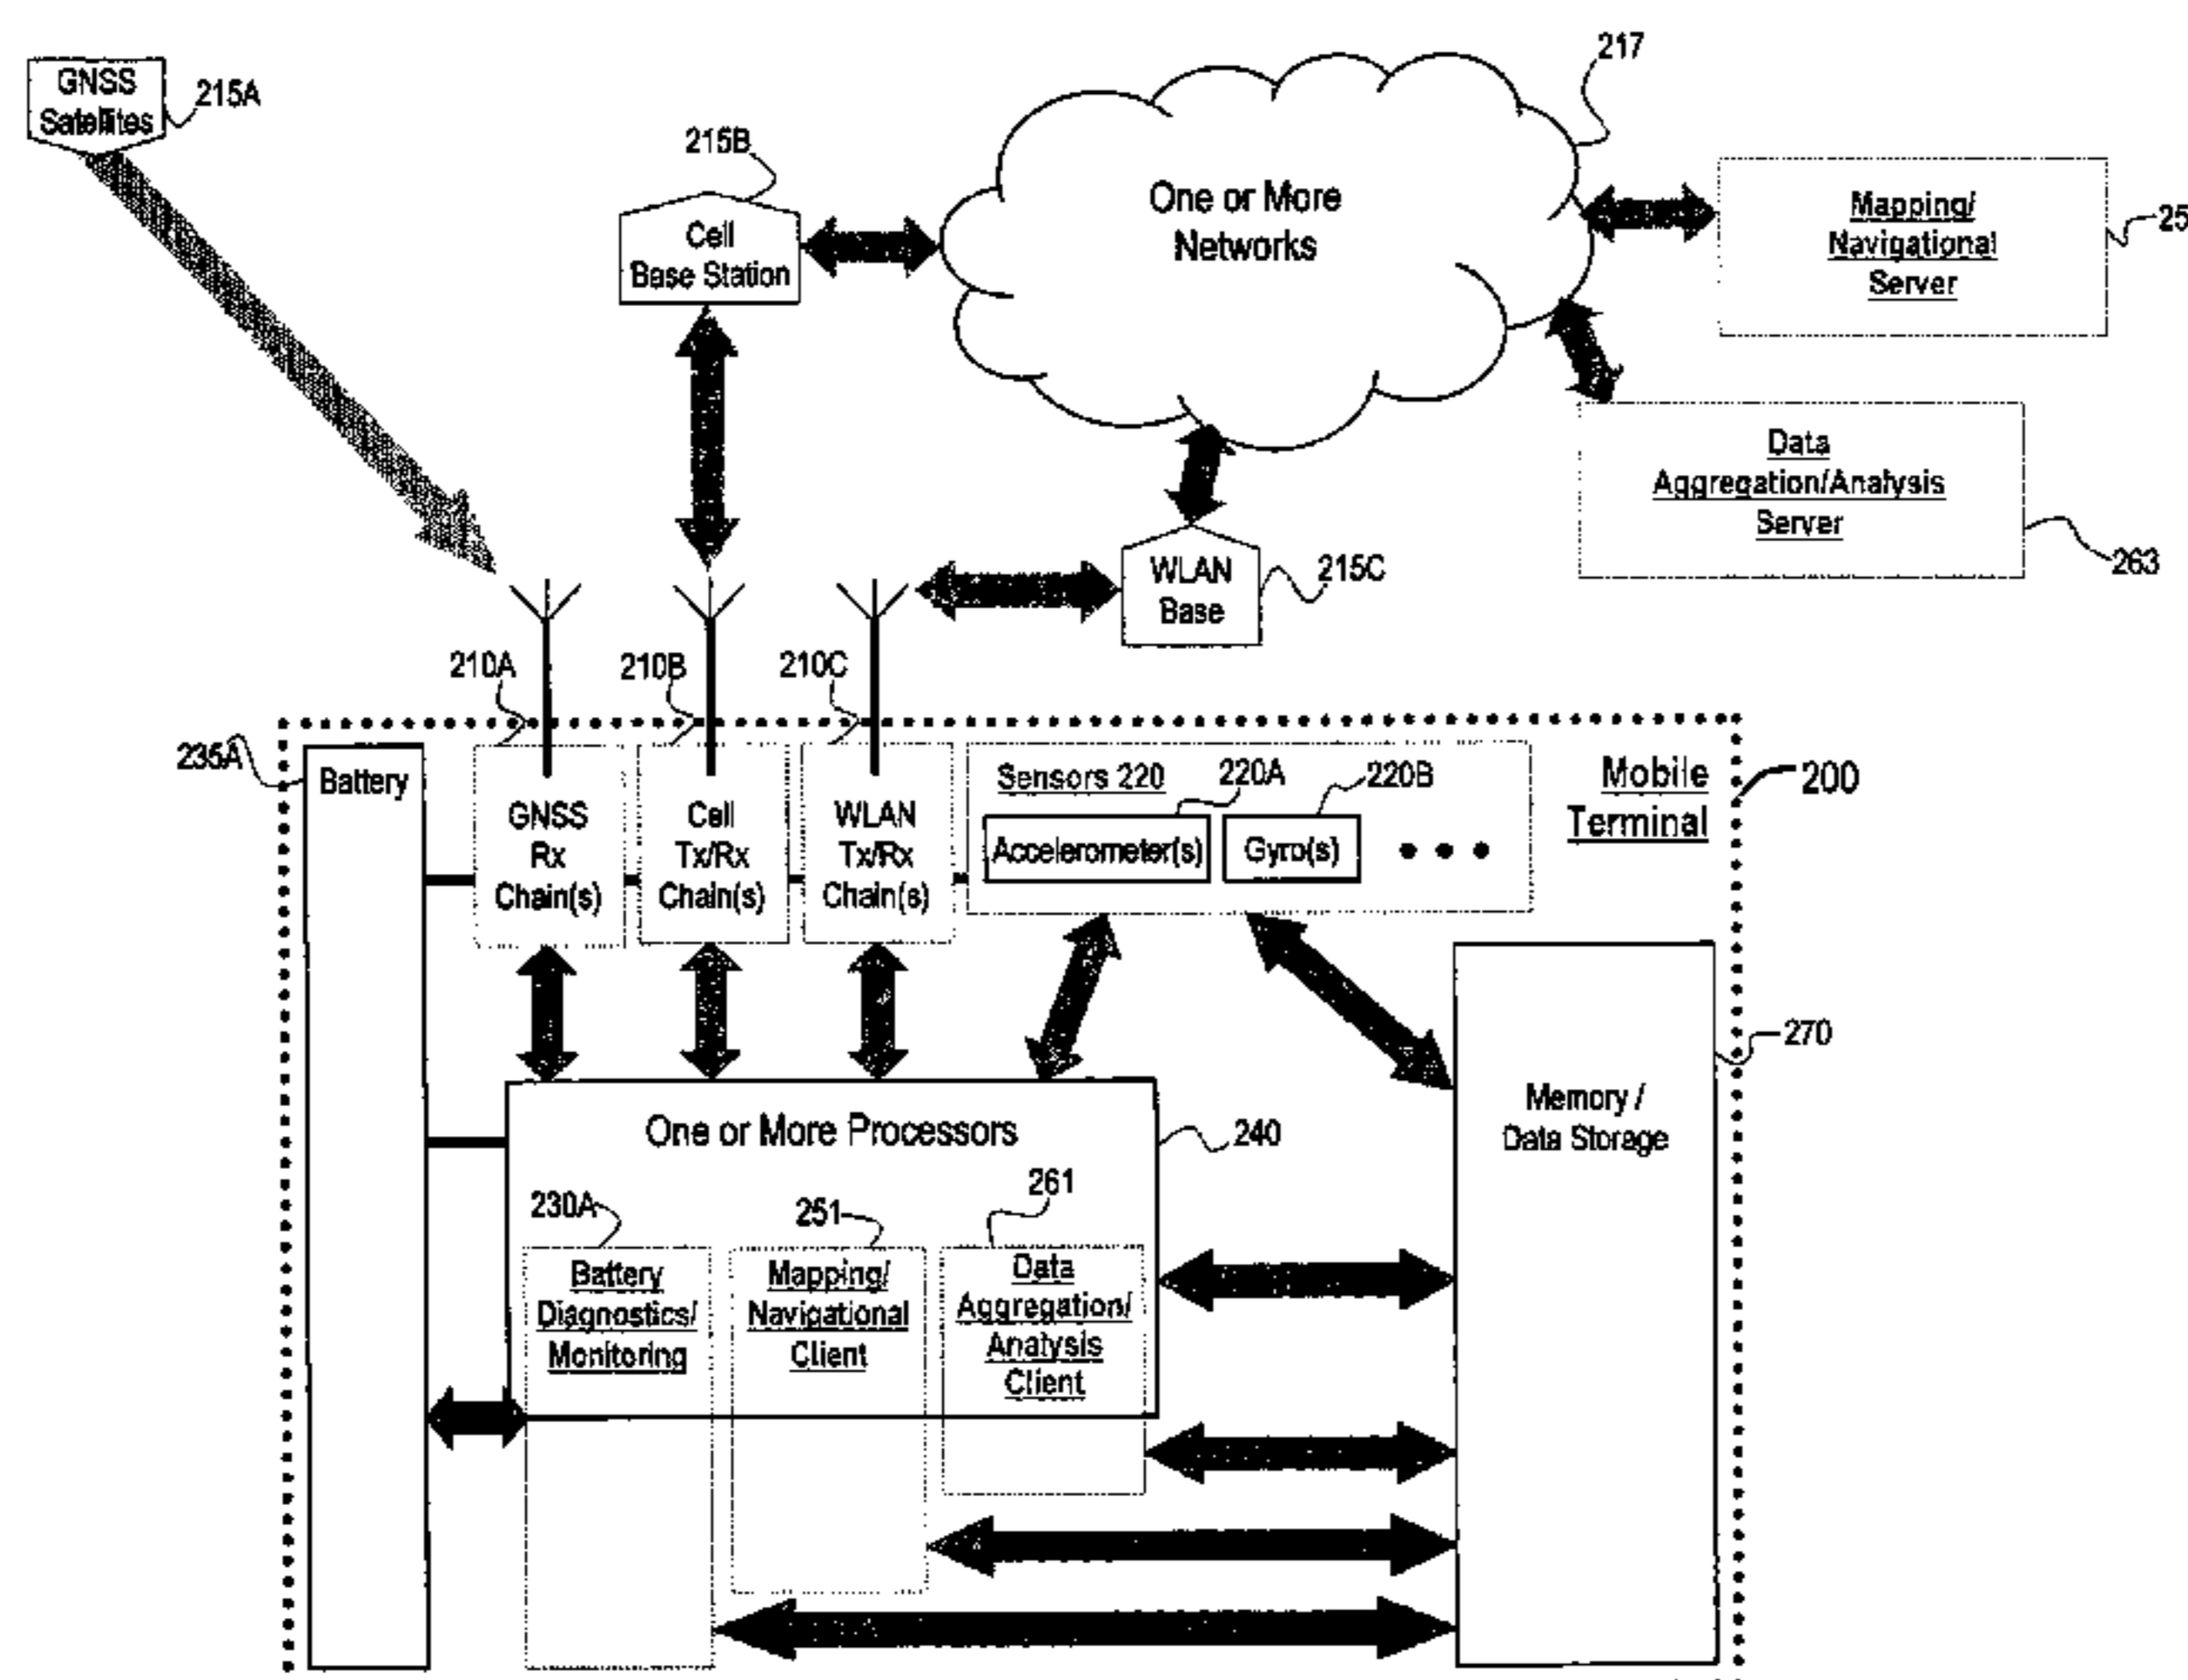 GNSS
Satellites
215A
215B
Cell
Base Station
217
One or More
Networks
Mapping/
Navigational
Server
25
Data
Aggregation/Analysis
Server
263
WLAN
Base
215C
210A
210B
210C
235A
Battery
GNSS
Rx
Chain(s)
Cell
Tx/Rx
Chain(s)
WLAN
Tx/Rx
Chain(s)
Sensors 220
220A
220B
Accelerometer(s)
Gyro(s)
Mobile
Terminal
200
270
Memory /
Data Storage
One or More Processors
240
230A
251
261
Battery
Diagnostics/
Monitoring
Mapping/
Navigational
Client
Data
Aggregation/
Analysis
Client